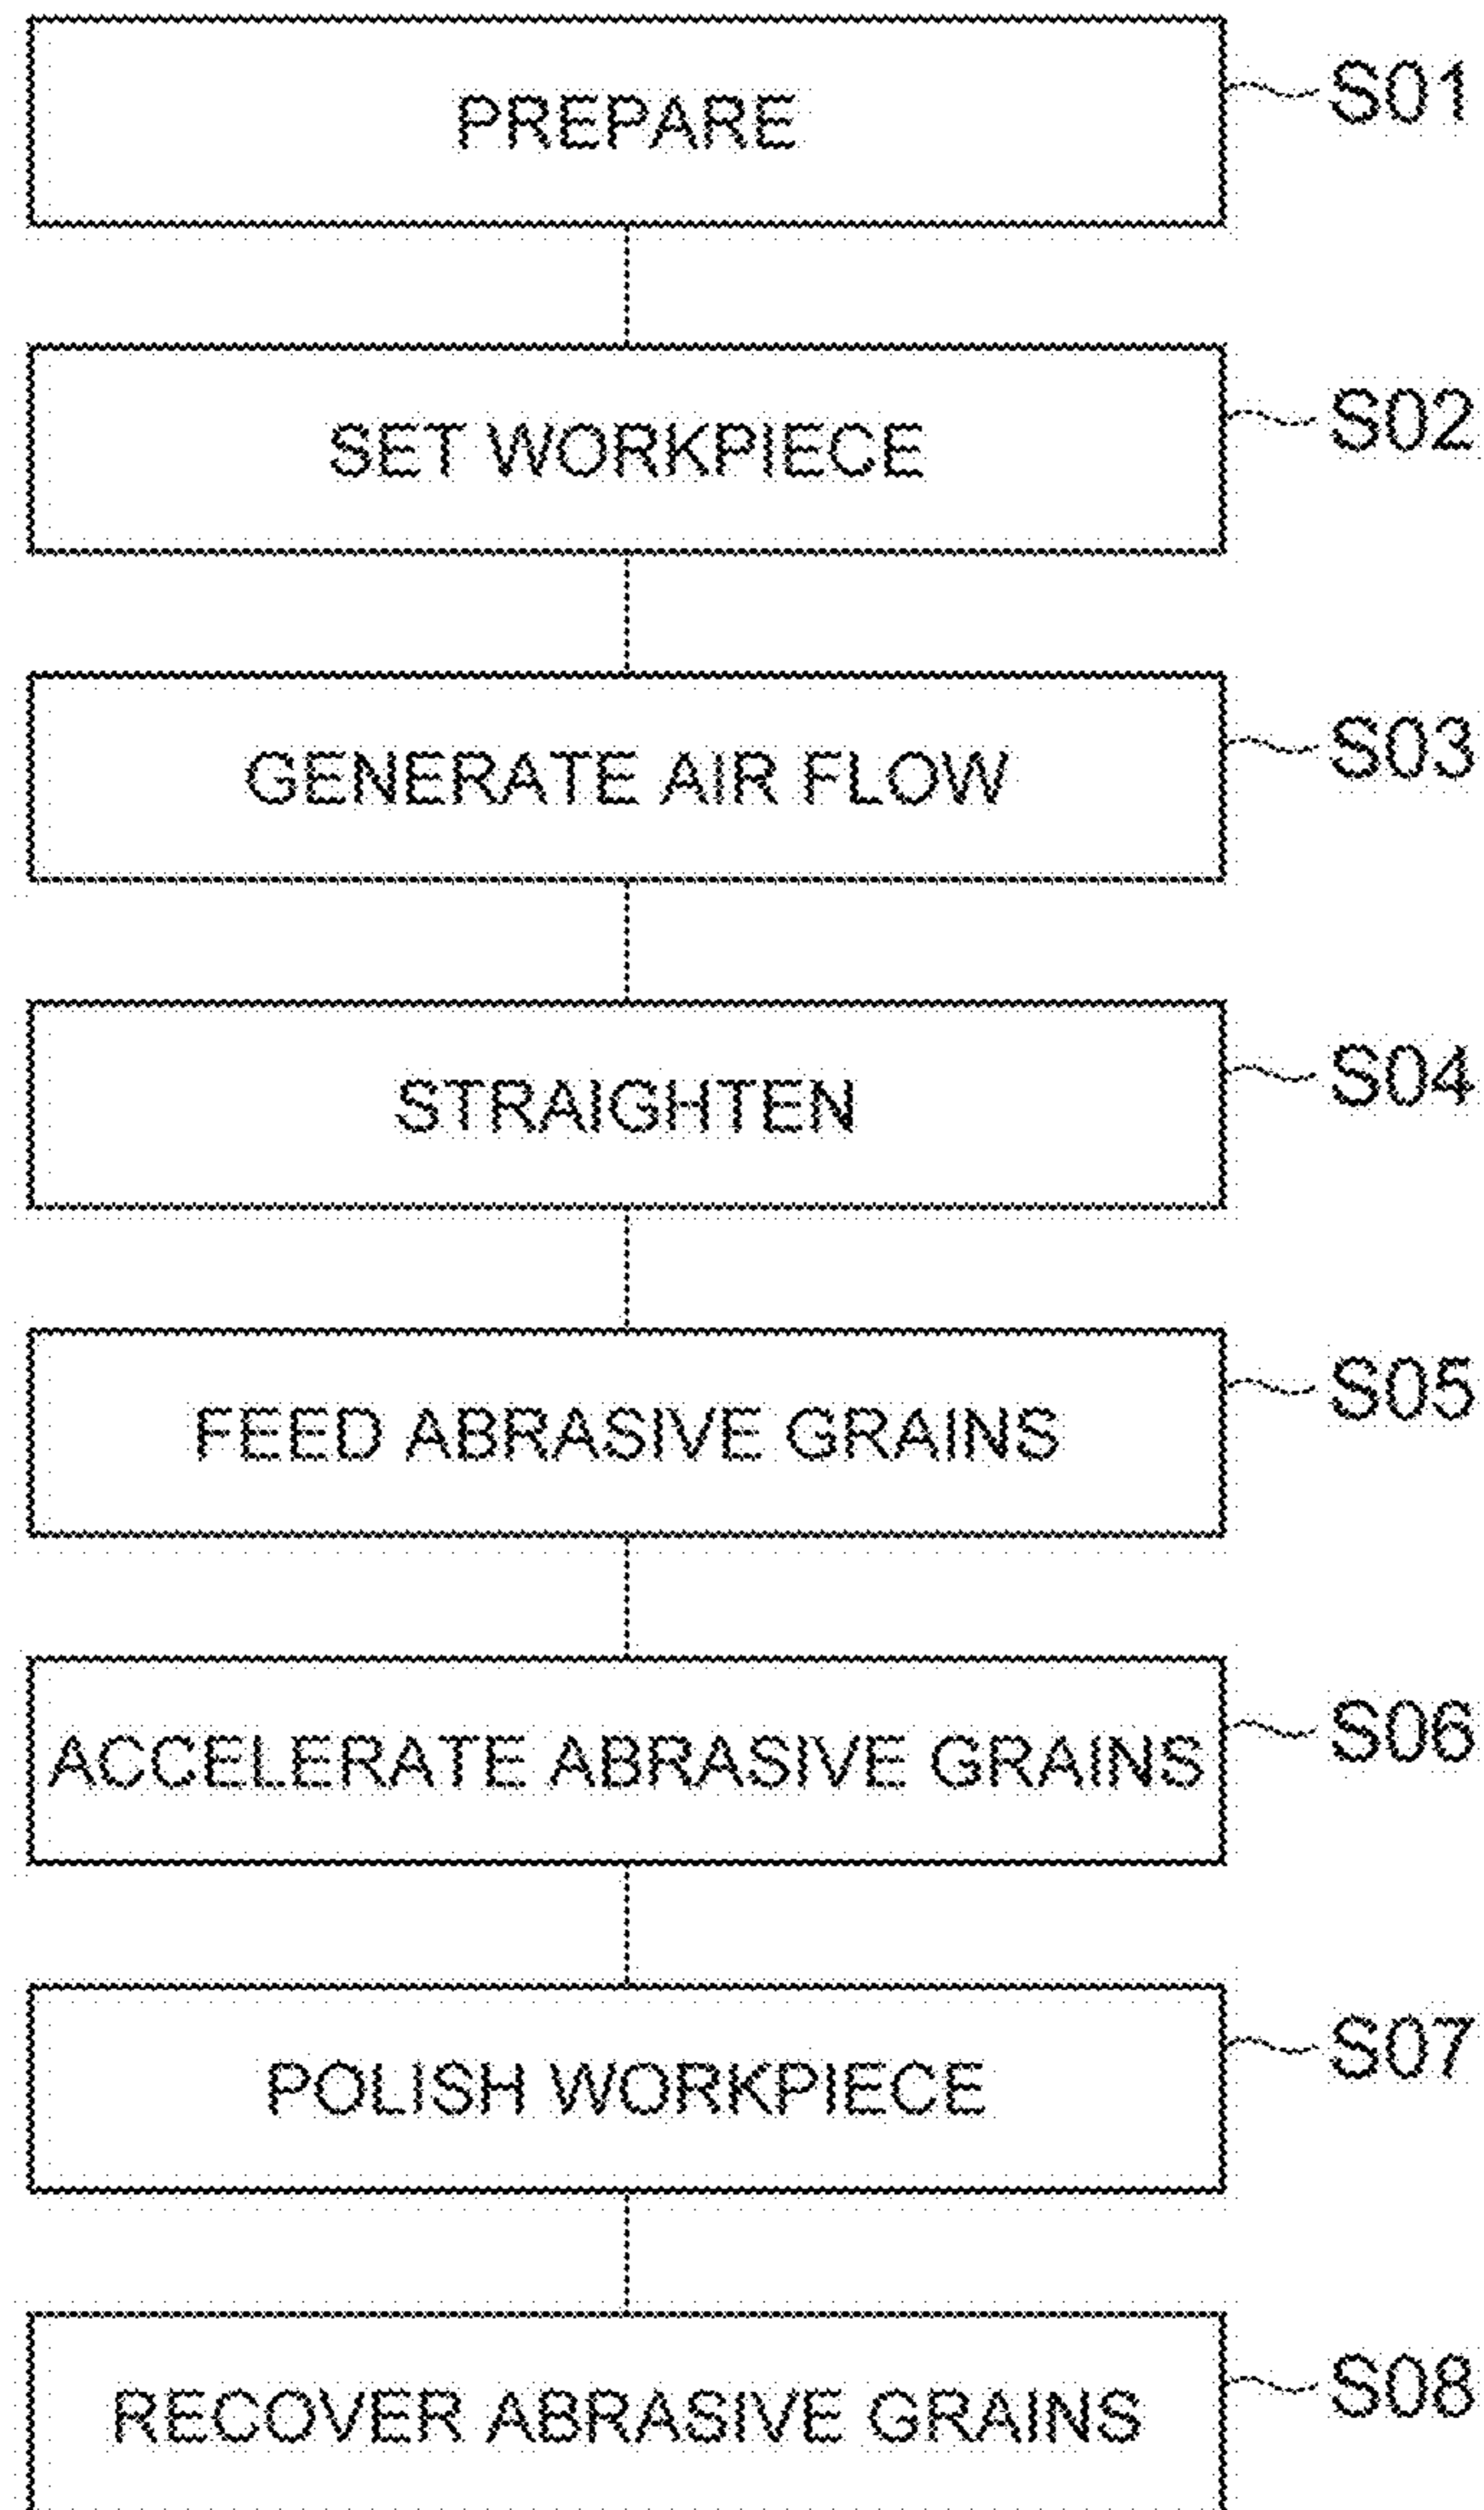 PREPARE
S01
SET WORKPIECE
S02
GENERATE AIR FLOW
S03
STRAIGHTEN
S04
FEED ABRASIVE GRAINS
S05
ACCELERATE ABRASIVE GRAINS
S06
POLISH WORKPIECE
S07
RECOVER ABRASIVE GRAINS
S08